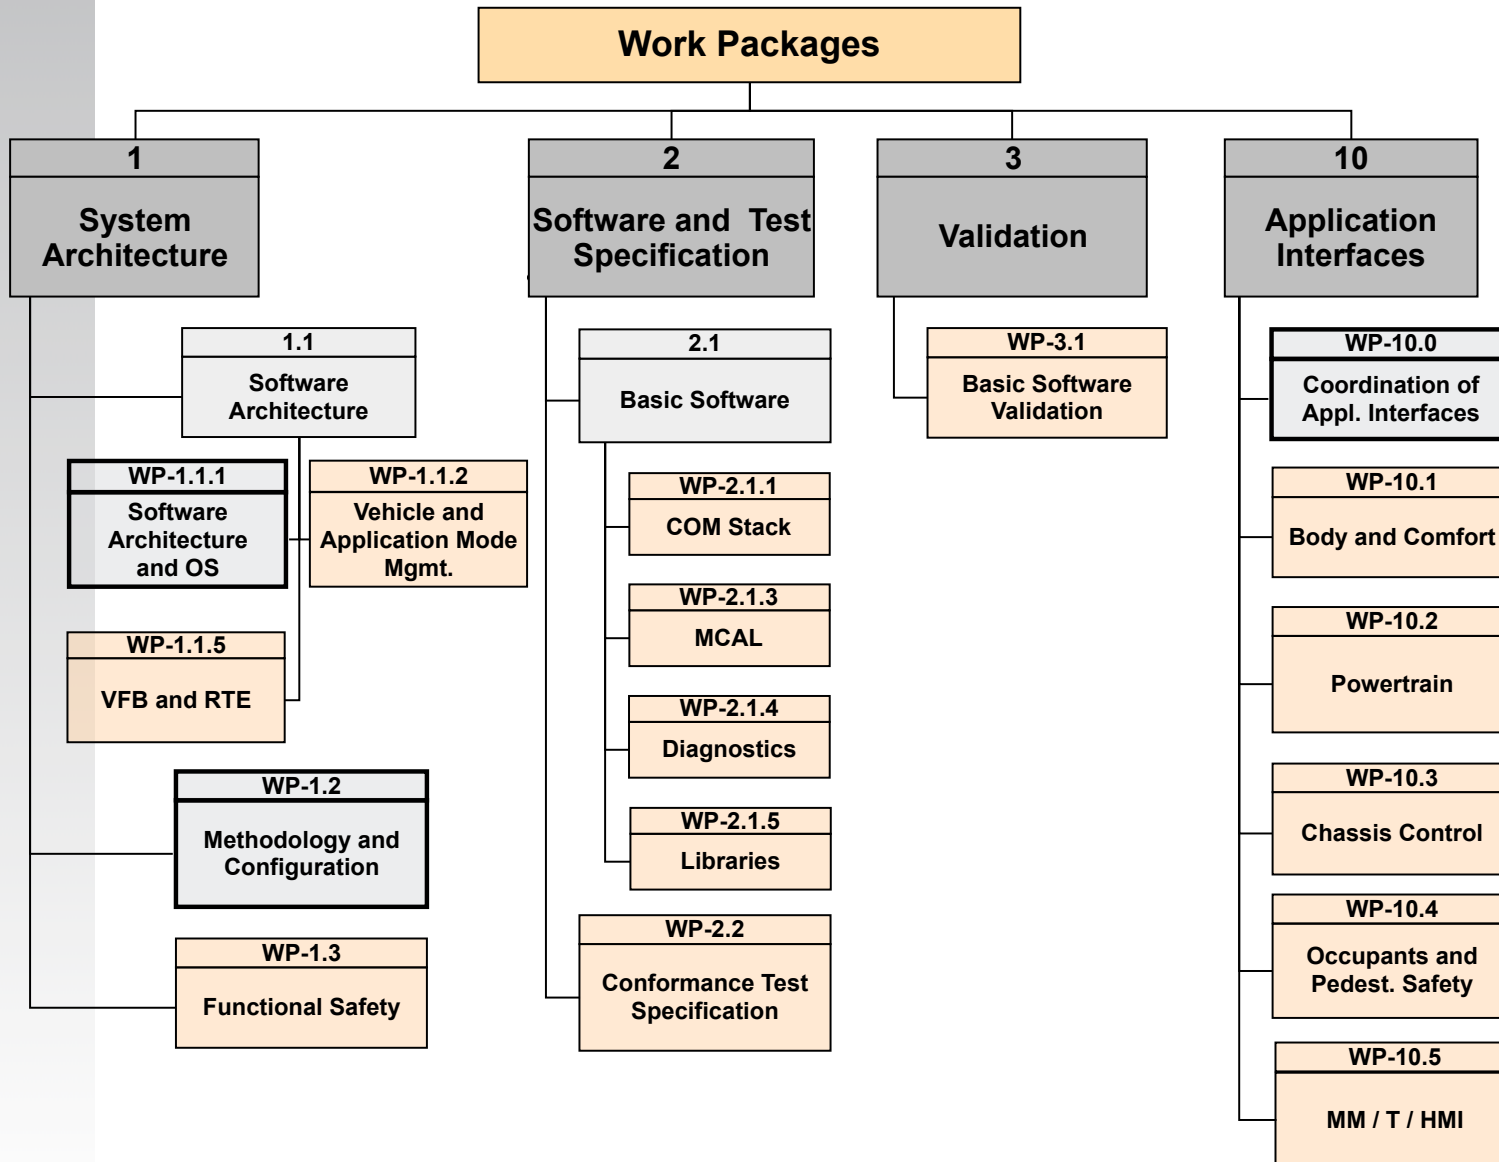 Work Packages
1
System
Architecture
2
Software and Test
Specification
3
Validation
10
Application
Interfaces
1.1
Software
Architecture
WP-1.1.1
Software
Architecture
and OS
WP-1.1.2
Vehicle and
Application Mode
Mgmt.
WP-1.1.5
VFB and RTE
WP-1.2
Methodology and
Configuration
WP-1.3
Functional Safety
2.1
Basic Software
WP-2.1.1
COM Stack
WP-2.1.3
MCAL
WP-2.1.4
Diagnostics
WP-2.1.5
Libraries
WP-2.2
Conformance Test
Specification
WP-3.1
Basic Software
Validation
WP-10.0
Coordination of
Appl. Interfaces
WP-10.1
Body and Comfort
WP-10.2
Powertrain
WP-10.3
Chassis Control
WP-10.4
Occupants and
Pedest. Safety
WP-10.5
MM / T / HMI